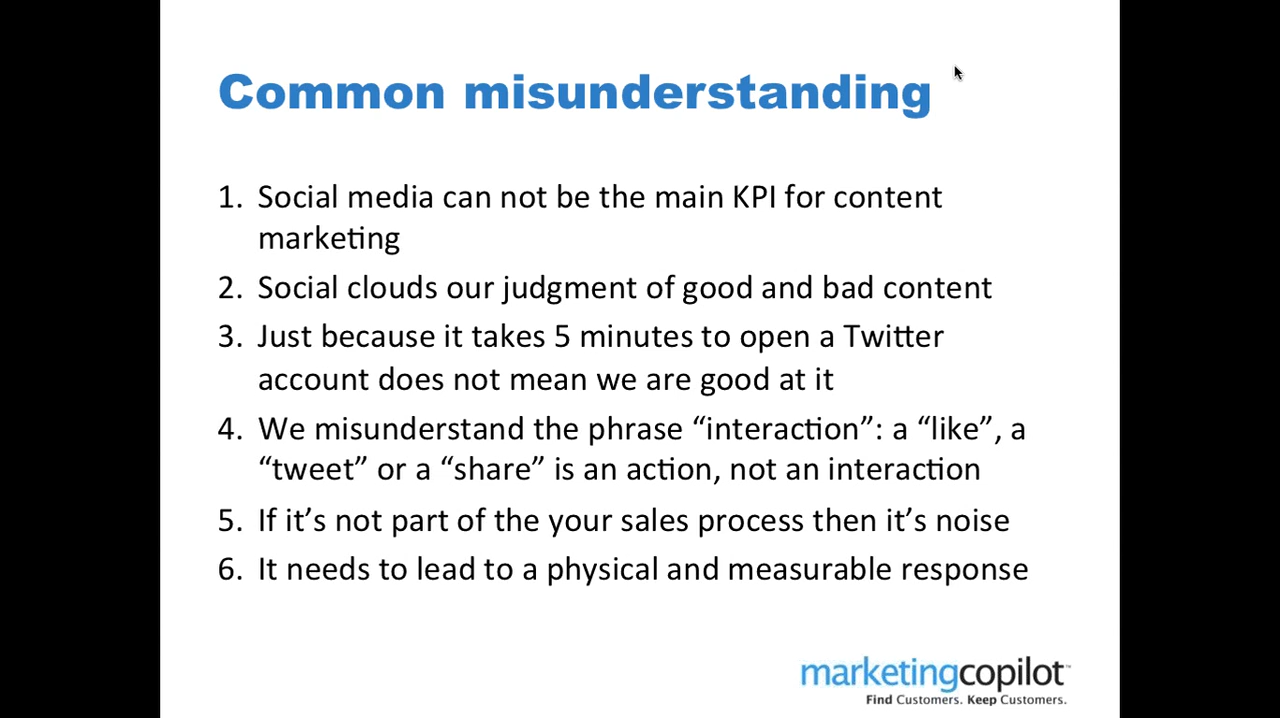 Common misunderstanding
1. Social media can not be the main KPI for content
marketing
2. Social clouds our judgment of good and bad content
3. Just because it takes 5 minutes to open a Twitter
account does not mean we are good at it
4. We misunderstand the phrase “interaction”: a “like”, a
“tweet” or a “share” is an action, not an interaction
5. If it’s not part of the your sales process then it’s noise
6. It needs to lead to a physical and measurable response
marketingcopilot™
Find Customers. Keep Customers.